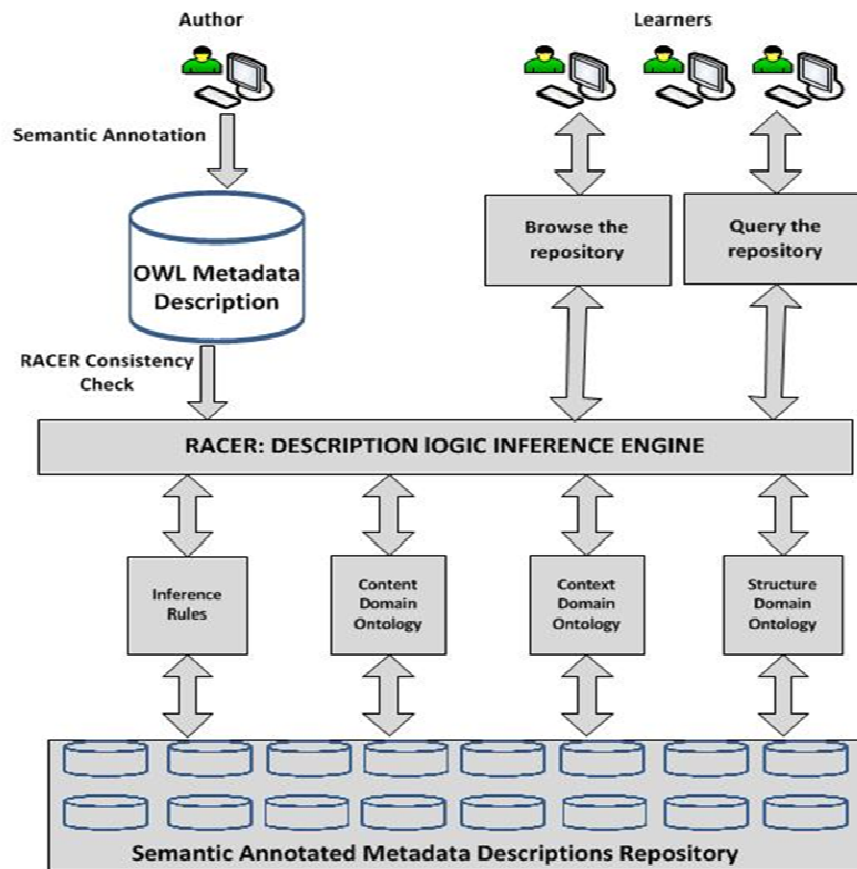 Author
Learners
Semantic Annotation
OWL Metadata
Description
Browse the
repository
Query the
repository
RACER Consistency
Check
RACER: DESCRIPTION lOGIC INFERENCE ENGINE
Inference
Rules
Content
Domain
Ontology
Context
Domain
Ontology
Structure
Domain
Ontology
Semantic Annotated Metadata Descriptions Repository